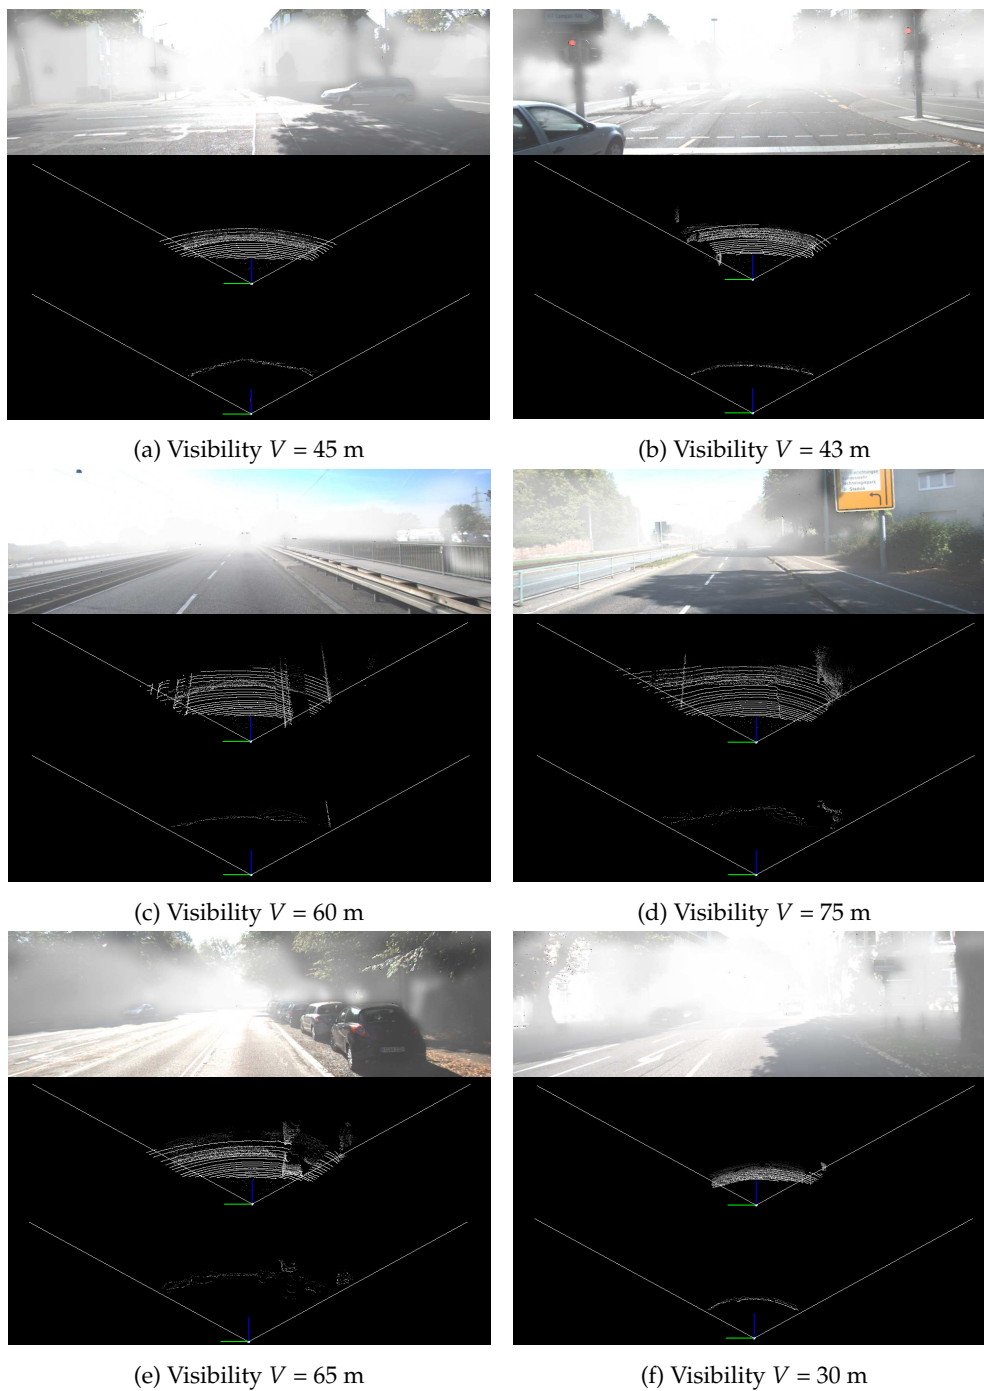 (a) Visibility V = 45 m
(b) Visibility V = 43 m
(c) Visibility V = 60 m
(d) Visibility V = 75 m
(e) Visibility V = 65 m
(f) Visibility V = 30 m